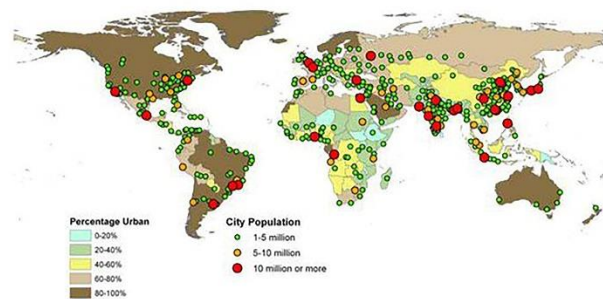 Percentage Urban
0-20%
20-40%
40-60%
60-80%
80-100%
City Population
1-5 million
5-10 million
10 million or more